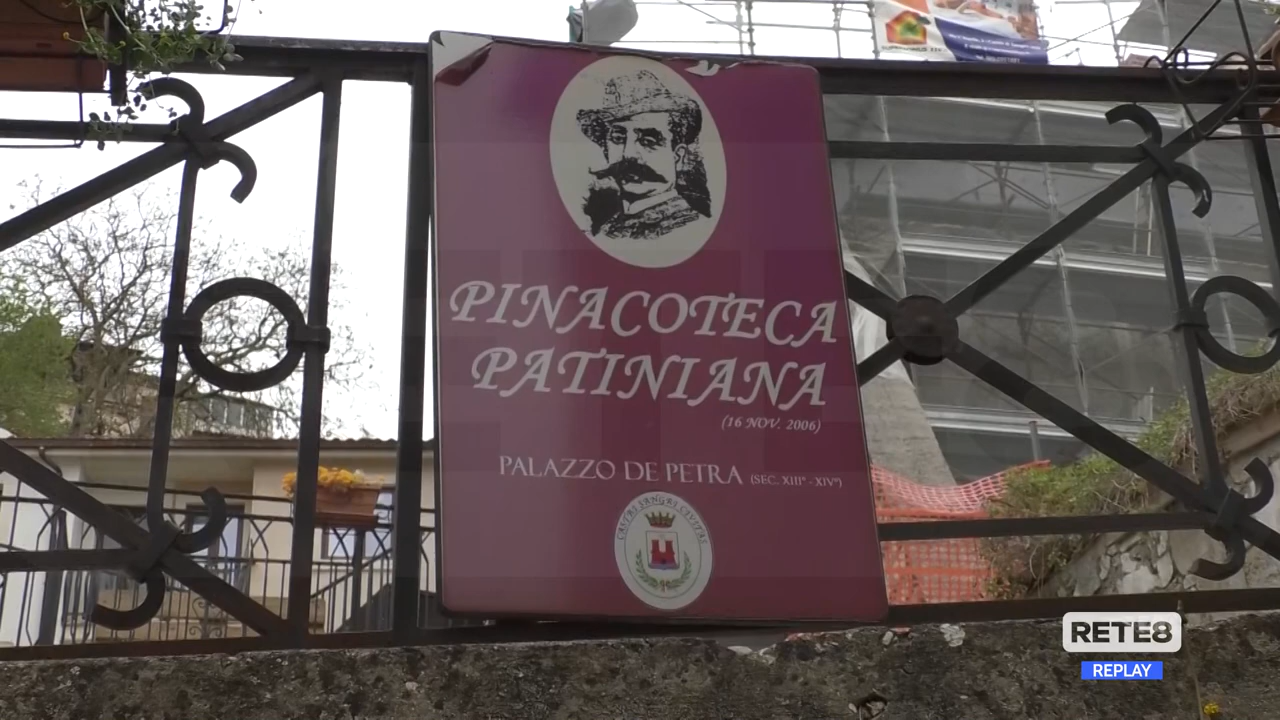 PINACOTECA
PATINIANA
(16 NOV. 2006)
PALAZZO DE PETRA (SEC. XIII° - XIV°)
RETE8
REPLAY